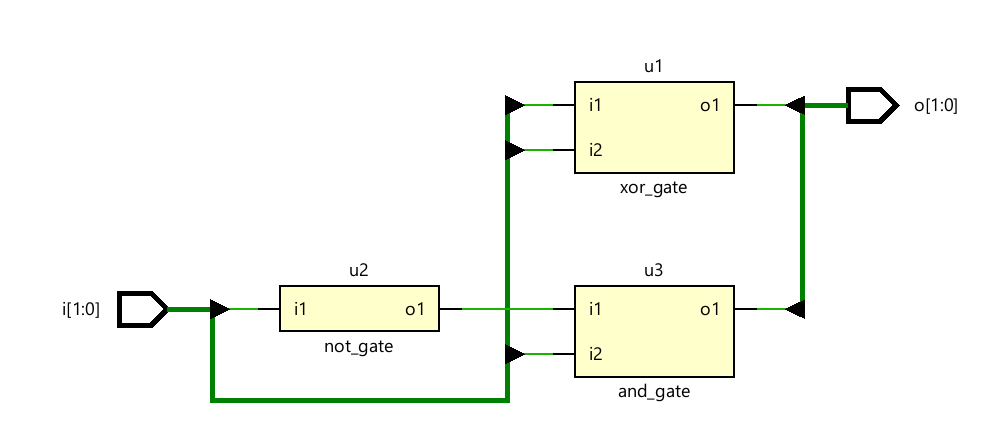 u1
i1 o1
i2
xor_gate
o[1:0]
i[1:0]
u2
i1 o1
not_gate
u3
i1 o1
i2
and_gate